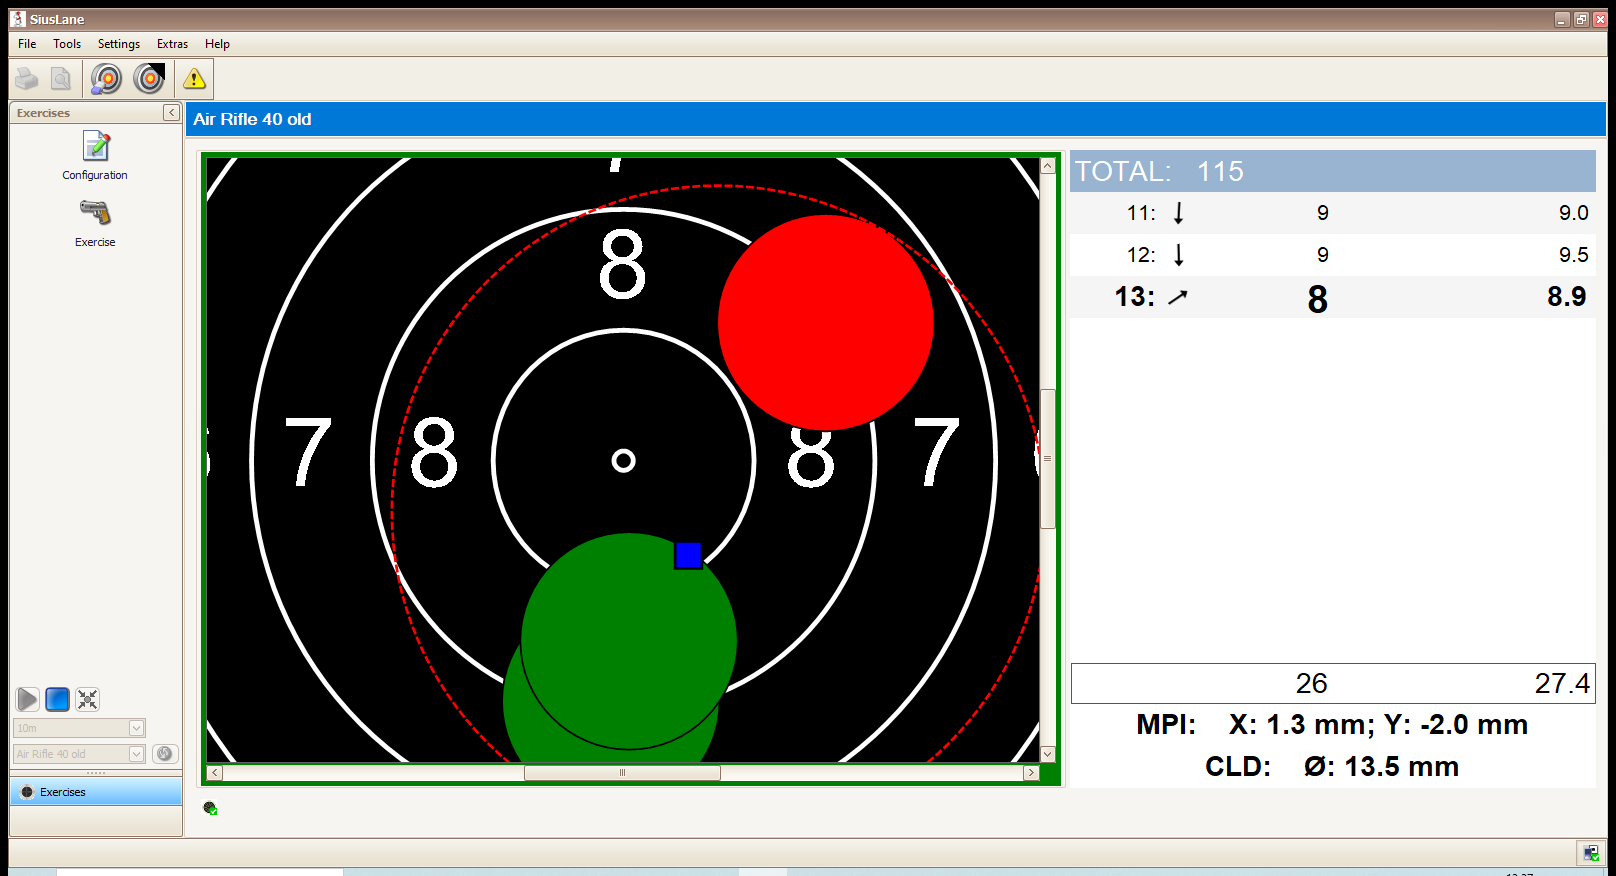 SiusLane
File Tools Settings Extras Help
Exercises
Air Rifle 40 old
Configuration
Exercise
8
7 8 8 7
TOTAL: 115
11: 9 9.0
12: 9 9.5
13: 8 8.9
26 27.4
MPI: X: 1.3 mm; Y: -2.0 mm
CLD: Ø: 13.5 mm
10m
Air Rifle 40 old
Exercises